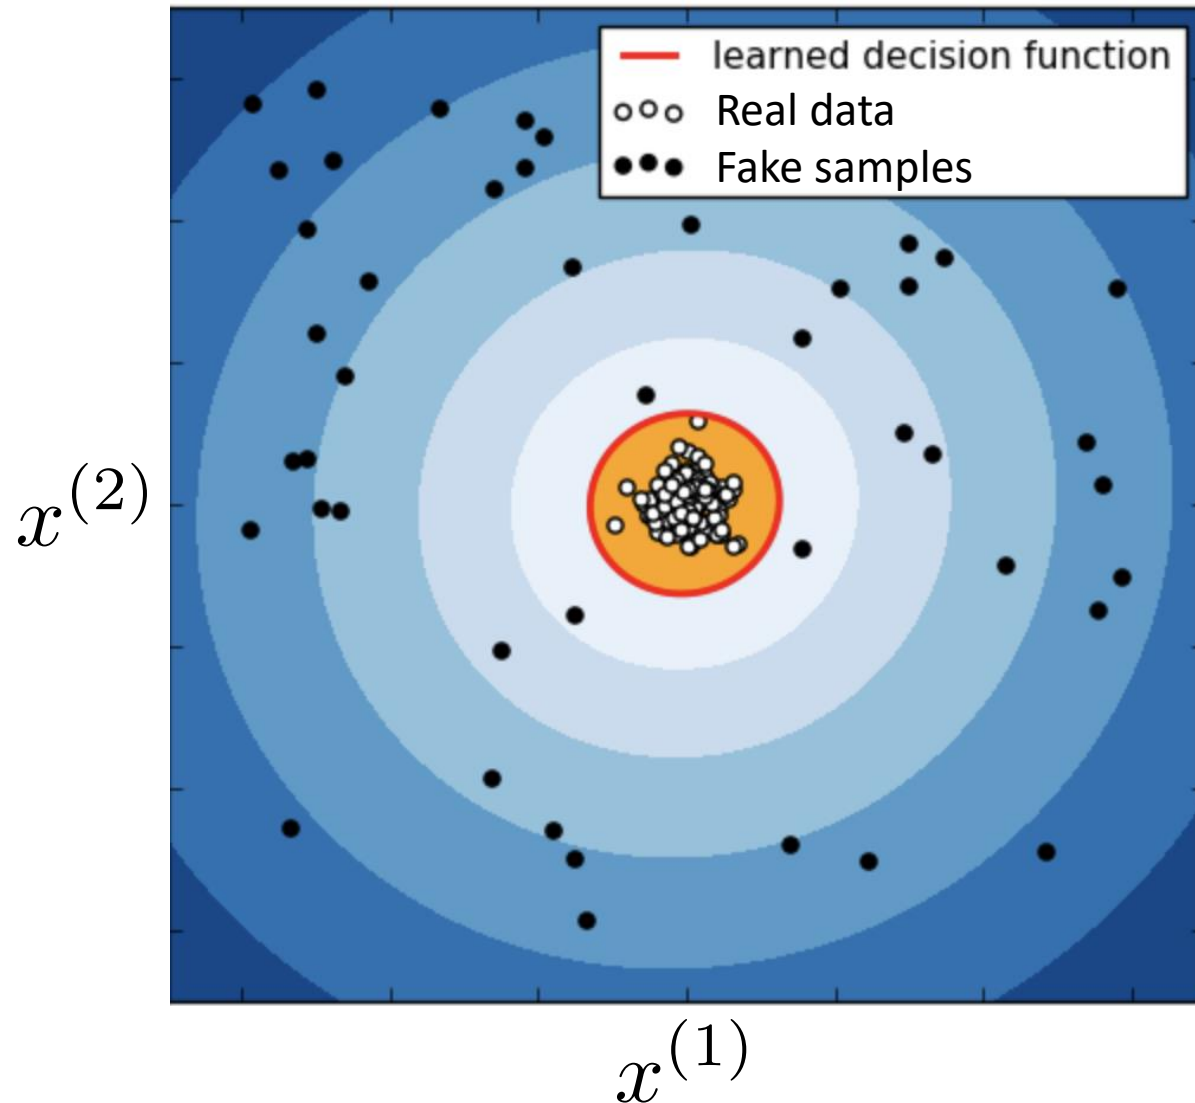 learned decision function
Real data
Fake samples
x^{(2)}
x^{(1)}